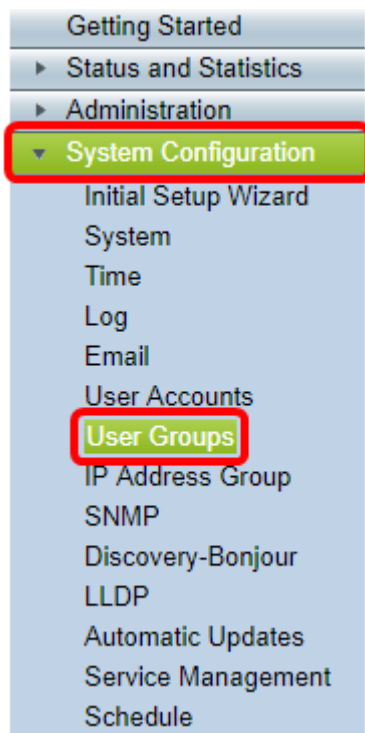 Getting Started
Status and Statistics
Administration
System Configuration
Initial Setup Wizard
System
Time
Log
Email
User Accounts
User Groups
IP Address Group
SNMP
Discovery-Bonjour
LLDP
Automatic Updates
Service Management
Schedule